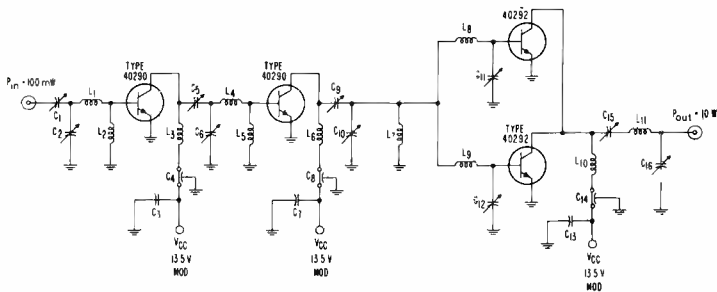 Pin = 100 mW
C1
C2
L1
L2
TYPE
40290
L3
C4
C3
VCC
13.5 V
MOD
C5
C6
L4
L5
TYPE
40290
L6
C8
C7
VCC
13.5 V
MOD
C9
C10
L7
L8
C11
40292
L9
C12
TYPE
40292
L10
C14
C13
VCC
13.5 V
MOD
C15
L11
C16
Pout = 10 W